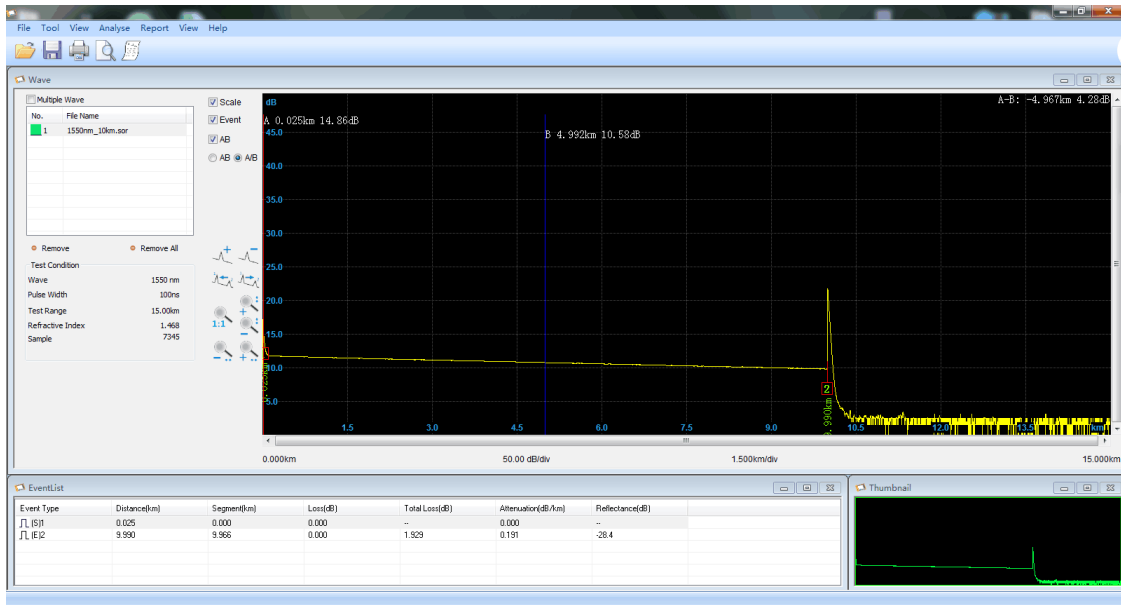 File Tool View Analyse Report View Help
Wave
Multiple Wave
No. File Name
1 1550nm_10km.sor
Remove Remove All
Test Condition
Wave 1550 nm
Pulse Width 100ns
Test Range 15.00km
Refractive Index 1.468
Sample 7345
Scale
Event
AB
AB A/B
1:1
dB
A-B: -4.967km 4.28dB
A 0.025km 14.86dB
45.0
B 4.992km 10.58dB
40.0
35.0
30.0
25.0
20.0
15.0
10.0
5.0
0.025km
2
9.990km
1.5 3.0 4.5 6.0 7.5 9.0 10.5 12.0 13.5 km
0.000km 50.00 dB/div 1.500km/div 15.000km
EventList
Event Type Distance(km) Segment(km) Loss(dB) Total Loss(dB) Attenuation(dB/km) Reflectance(dB)
(S)1 0.025 0.000 0.000 -- 0.000 --
(E)2 9.990 9.966 0.000 1.929 0.191 -28.4
Thumbnail